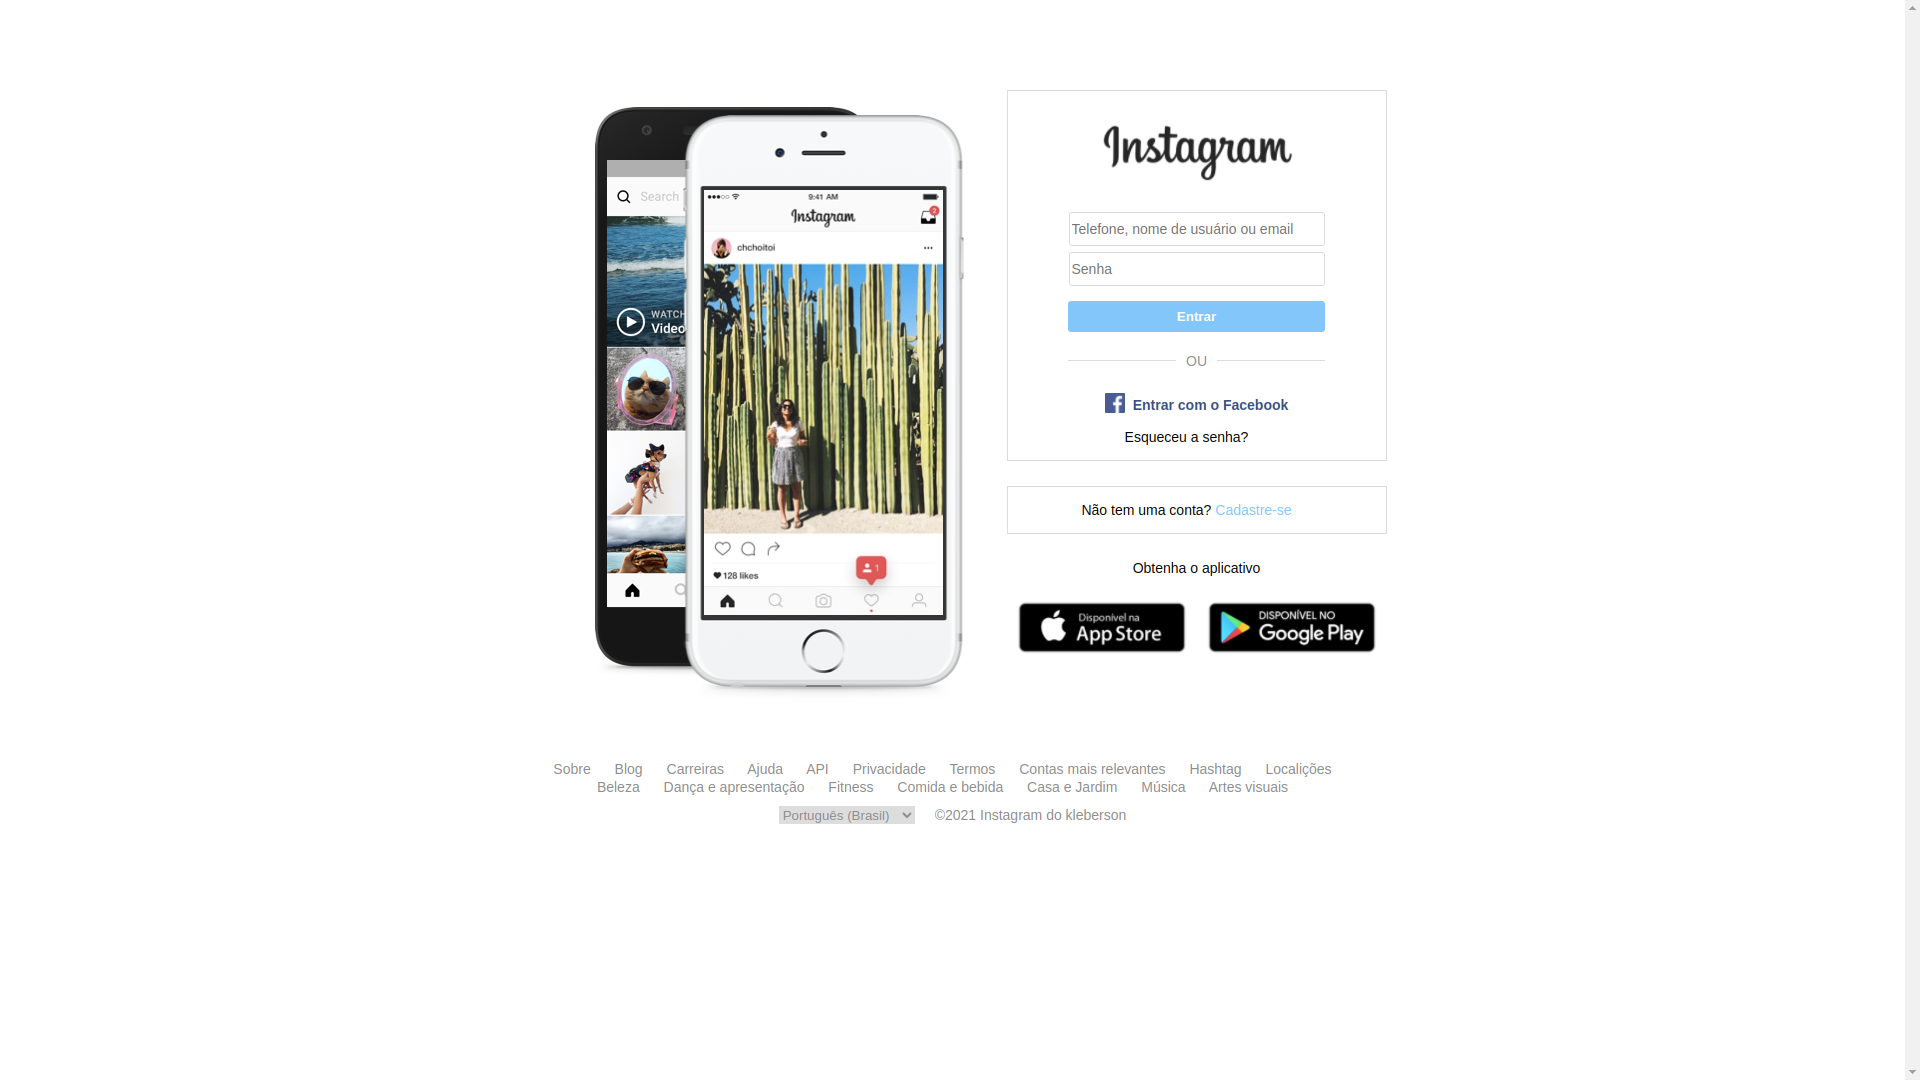 Search
WATCH
Video
9:41 AM
Instagram
2
chchoitoi
128 likes
1
Instagram
Telefone, nome de usuário ou email
Senha
Entrar
OU
Entrar com o Facebook
Esqueceu a senha?
Não tem uma conta? Cadastre-se
Obtenha o aplicativo
Disponível na
App Store
DISPONÍVEL NO
Google Play
Sobre Blog Carreiras Ajuda API Privacidade Termos Contas mais relevantes Hashtag Localições
Beleza Dança e apresentação Fitness Comida e bebida Casa e Jardim Música Artes visuais
Português (Brasil) ©2021 Instagram do kleberson